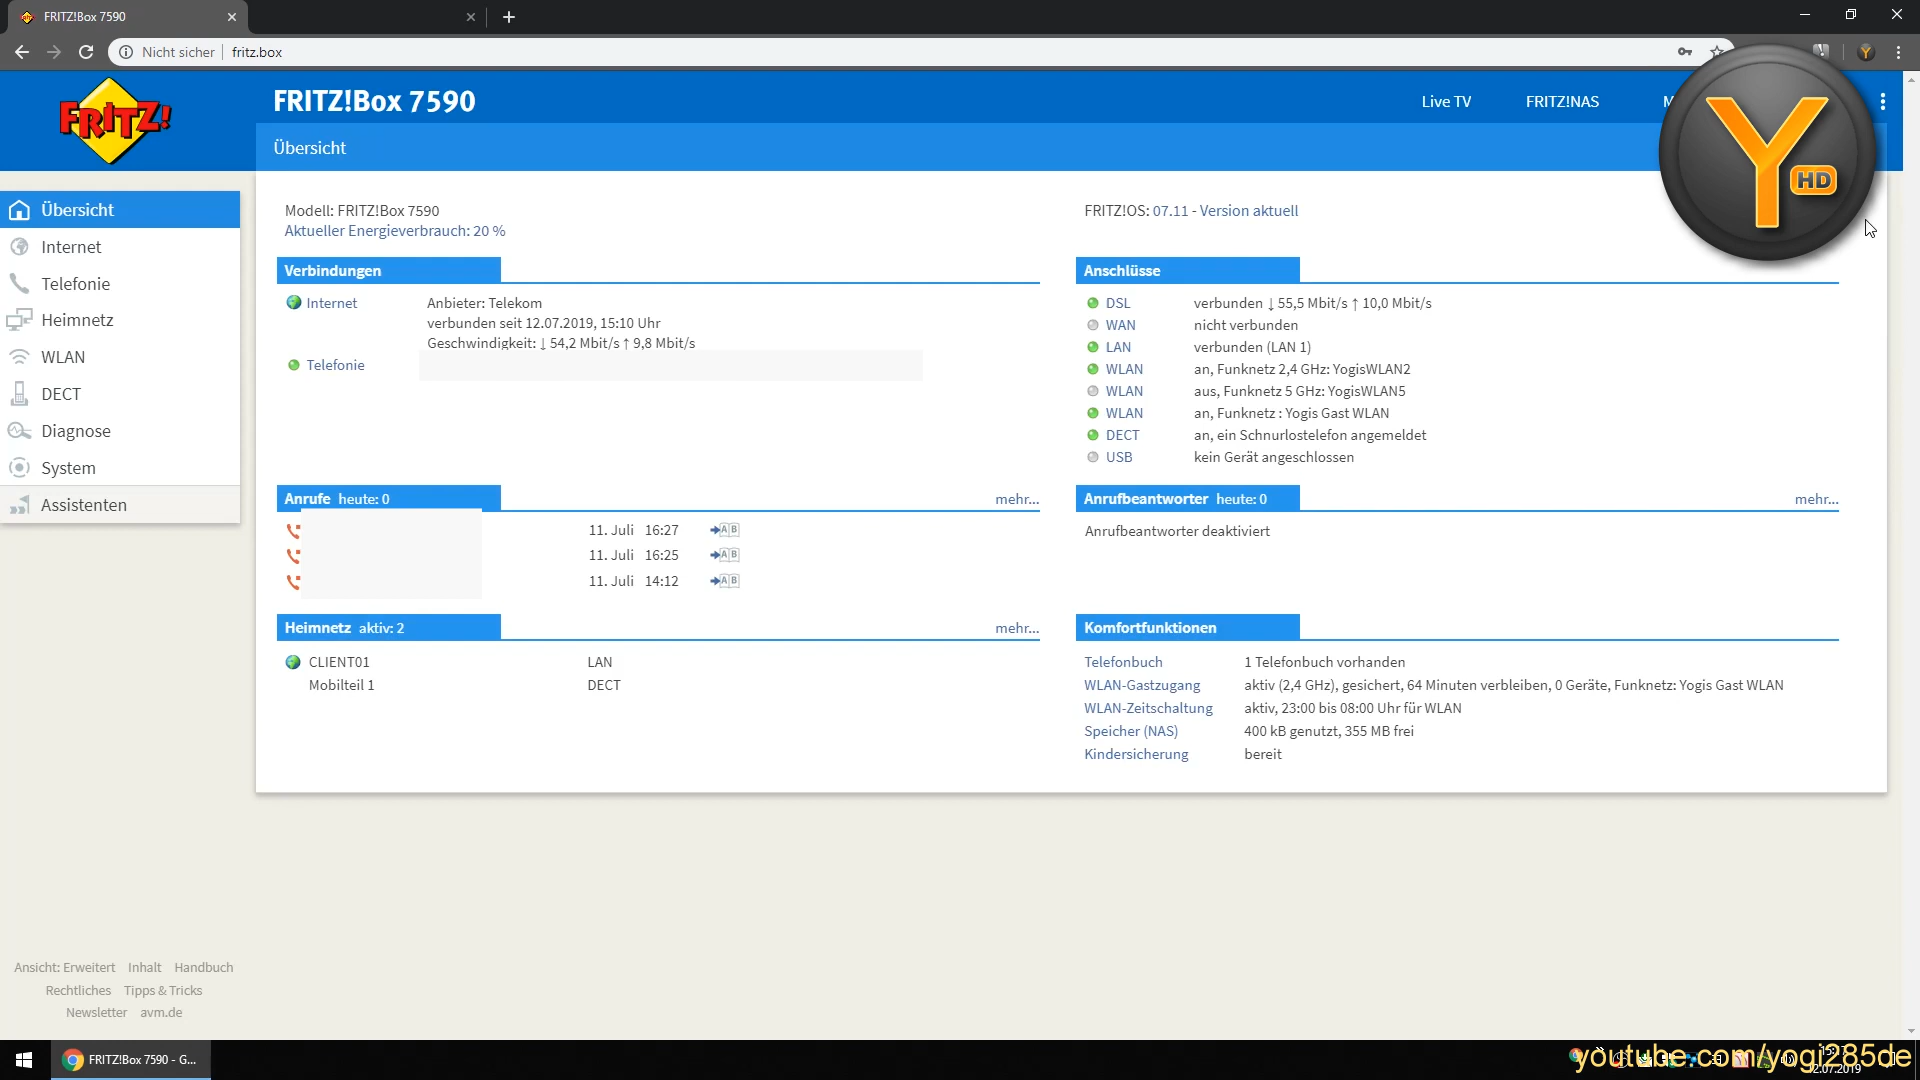 FRITZ!Box 7590
Nicht sicher fritz.box
FRITZ!
FRITZ!Box 7590
Live TV FRITZ!NAS
Y HD
Übersicht
Übersicht
Internet
Telefonie
Heimnetz
WLAN
DECT
Diagnose
System
Assistenten
Modell: FRITZ!Box 7590
Aktueller Energieverbrauch: 20 %
FRITZ!OS: 07.11 - Version aktuell
Verbindungen
Internet Anbieter: Telekom
verbunden seit 12.07.2019, 15:10 Uhr
Geschwindigkeit: ↓ 54,2 Mbit/s ↑ 9,8 Mbit/s
Telefonie
Anschlüsse
DSL verbunden ↓ 55,5 Mbit/s ↑ 10,0 Mbit/s
WAN nicht verbunden
LAN verbunden (LAN 1)
WLAN an, Funknetz 2,4 GHz: YogisWLAN2
WLAN aus, Funknetz 5 GHz: YogisWLAN5
WLAN an, Funknetz : Yogis Gast WLAN
DECT an, ein Schnurlostelefon angemeldet
USB kein Gerät angeschlossen
Anrufe heute: 0 mehr...
11. Juli 16:27 AB
11. Juli 16:25 AB
11. Juli 14:12 AB
Anrufbeantworter heute: 0 mehr...
Anrufbeantworter deaktiviert
Heimnetz aktiv: 2 mehr...
CLIENT01 LAN
Mobilteil 1 DECT
Komfortfunktionen
Telefonbuch 1 Telefonbuch vorhanden
WLAN-Gastzugang aktiv (2,4 GHz), gesichert, 64 Minuten verbleiben, 0 Geräte, Funknetz: Yogis Gast WLAN
WLAN-Zeitschaltung aktiv, 23:00 bis 08:00 Uhr für WLAN
Speicher (NAS) 400 kB genutzt, 355 MB frei
Kindersicherung bereit
Ansicht: Erweitert Inhalt Handbuch
Rechtliches Tipps & Tricks
Newsletter avm.de
FRITZ!Box 7590 - G...
youtube.com/yogi285de
12.07.2019